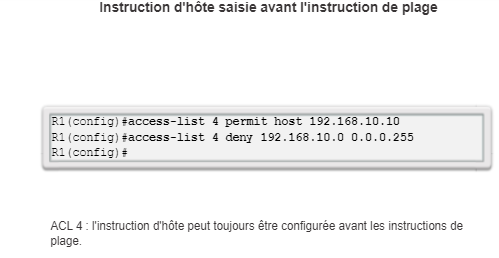 Instruction d'hôte saisie avant l'instruction de plage
R1(config)#access-list 4 permit host 192.168.10.10
R1(config)#access-list 4 deny 192.168.10.0 0.0.0.255
R1(config)#
ACL 4 : l'instruction d'hôte peut toujours être configurée avant les instructions de
plage.